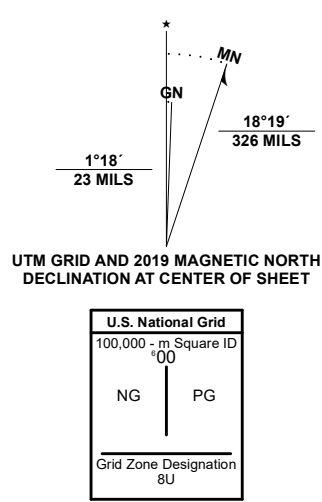 ★
MN
GN
18°19´
326 MILS
1°18´
23 MILS
UTM GRID AND 2019 MAGNETIC NORTH
DECLINATION AT CENTER OF SHEET
U.S. National Grid
100,000 - m Square ID
⁶00
NG PG
Grid Zone Designation
8U